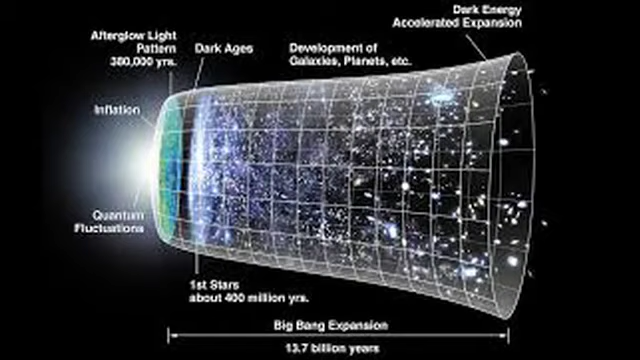 Dark Energy
Accelerated Expansion
Afterglow Light
Pattern
380,000 yrs.
Dark Ages
Development of
Galaxies, Planets, etc.
Inflation
Quantum
Fluctuations
1st Stars
about 400 million yrs.
Big Bang Expansion
13.7 billion years